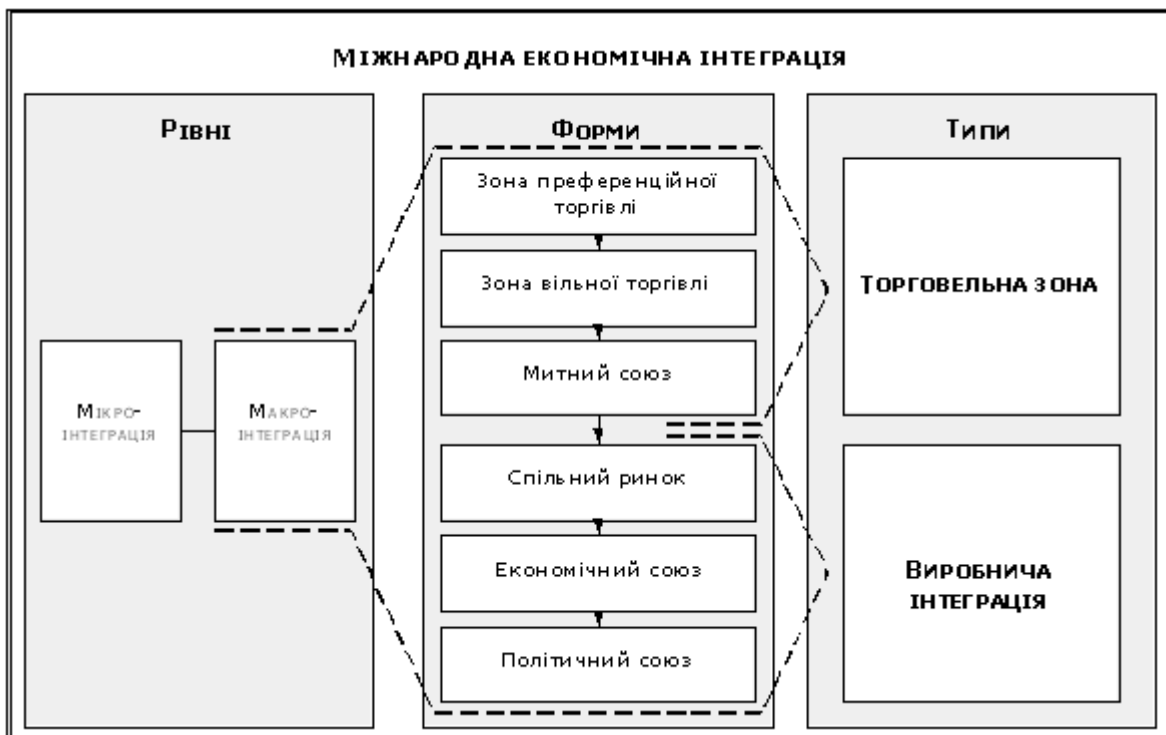 МІЖНАРОДНА ЕКОНОМІЧНА ІНТЕГРАЦІЯ
РІВНІ
МІКРО-
ІНТЕГРАЦІЯ
МАКРО-
ІНТЕГРАЦІЯ
ФОРМИ
Зона преференційної
торгівлі
Зона вільної торгівлі
Митний союз
Спільний ринок
Економічний союз
Політичний союз
ТИПИ
ТОРГОВЕЛЬНА ЗОНА
ВИРОБНИЧА
ІНТЕГРАЦІЯ